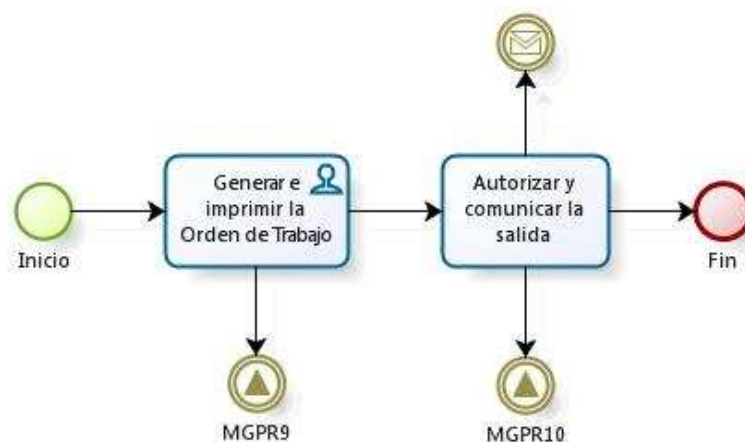 Generar e
imprimir la
Orden de Trabajo
Autorizar y
comunicar la
salida
Inicio
Fin
MGPR9
MGPR10